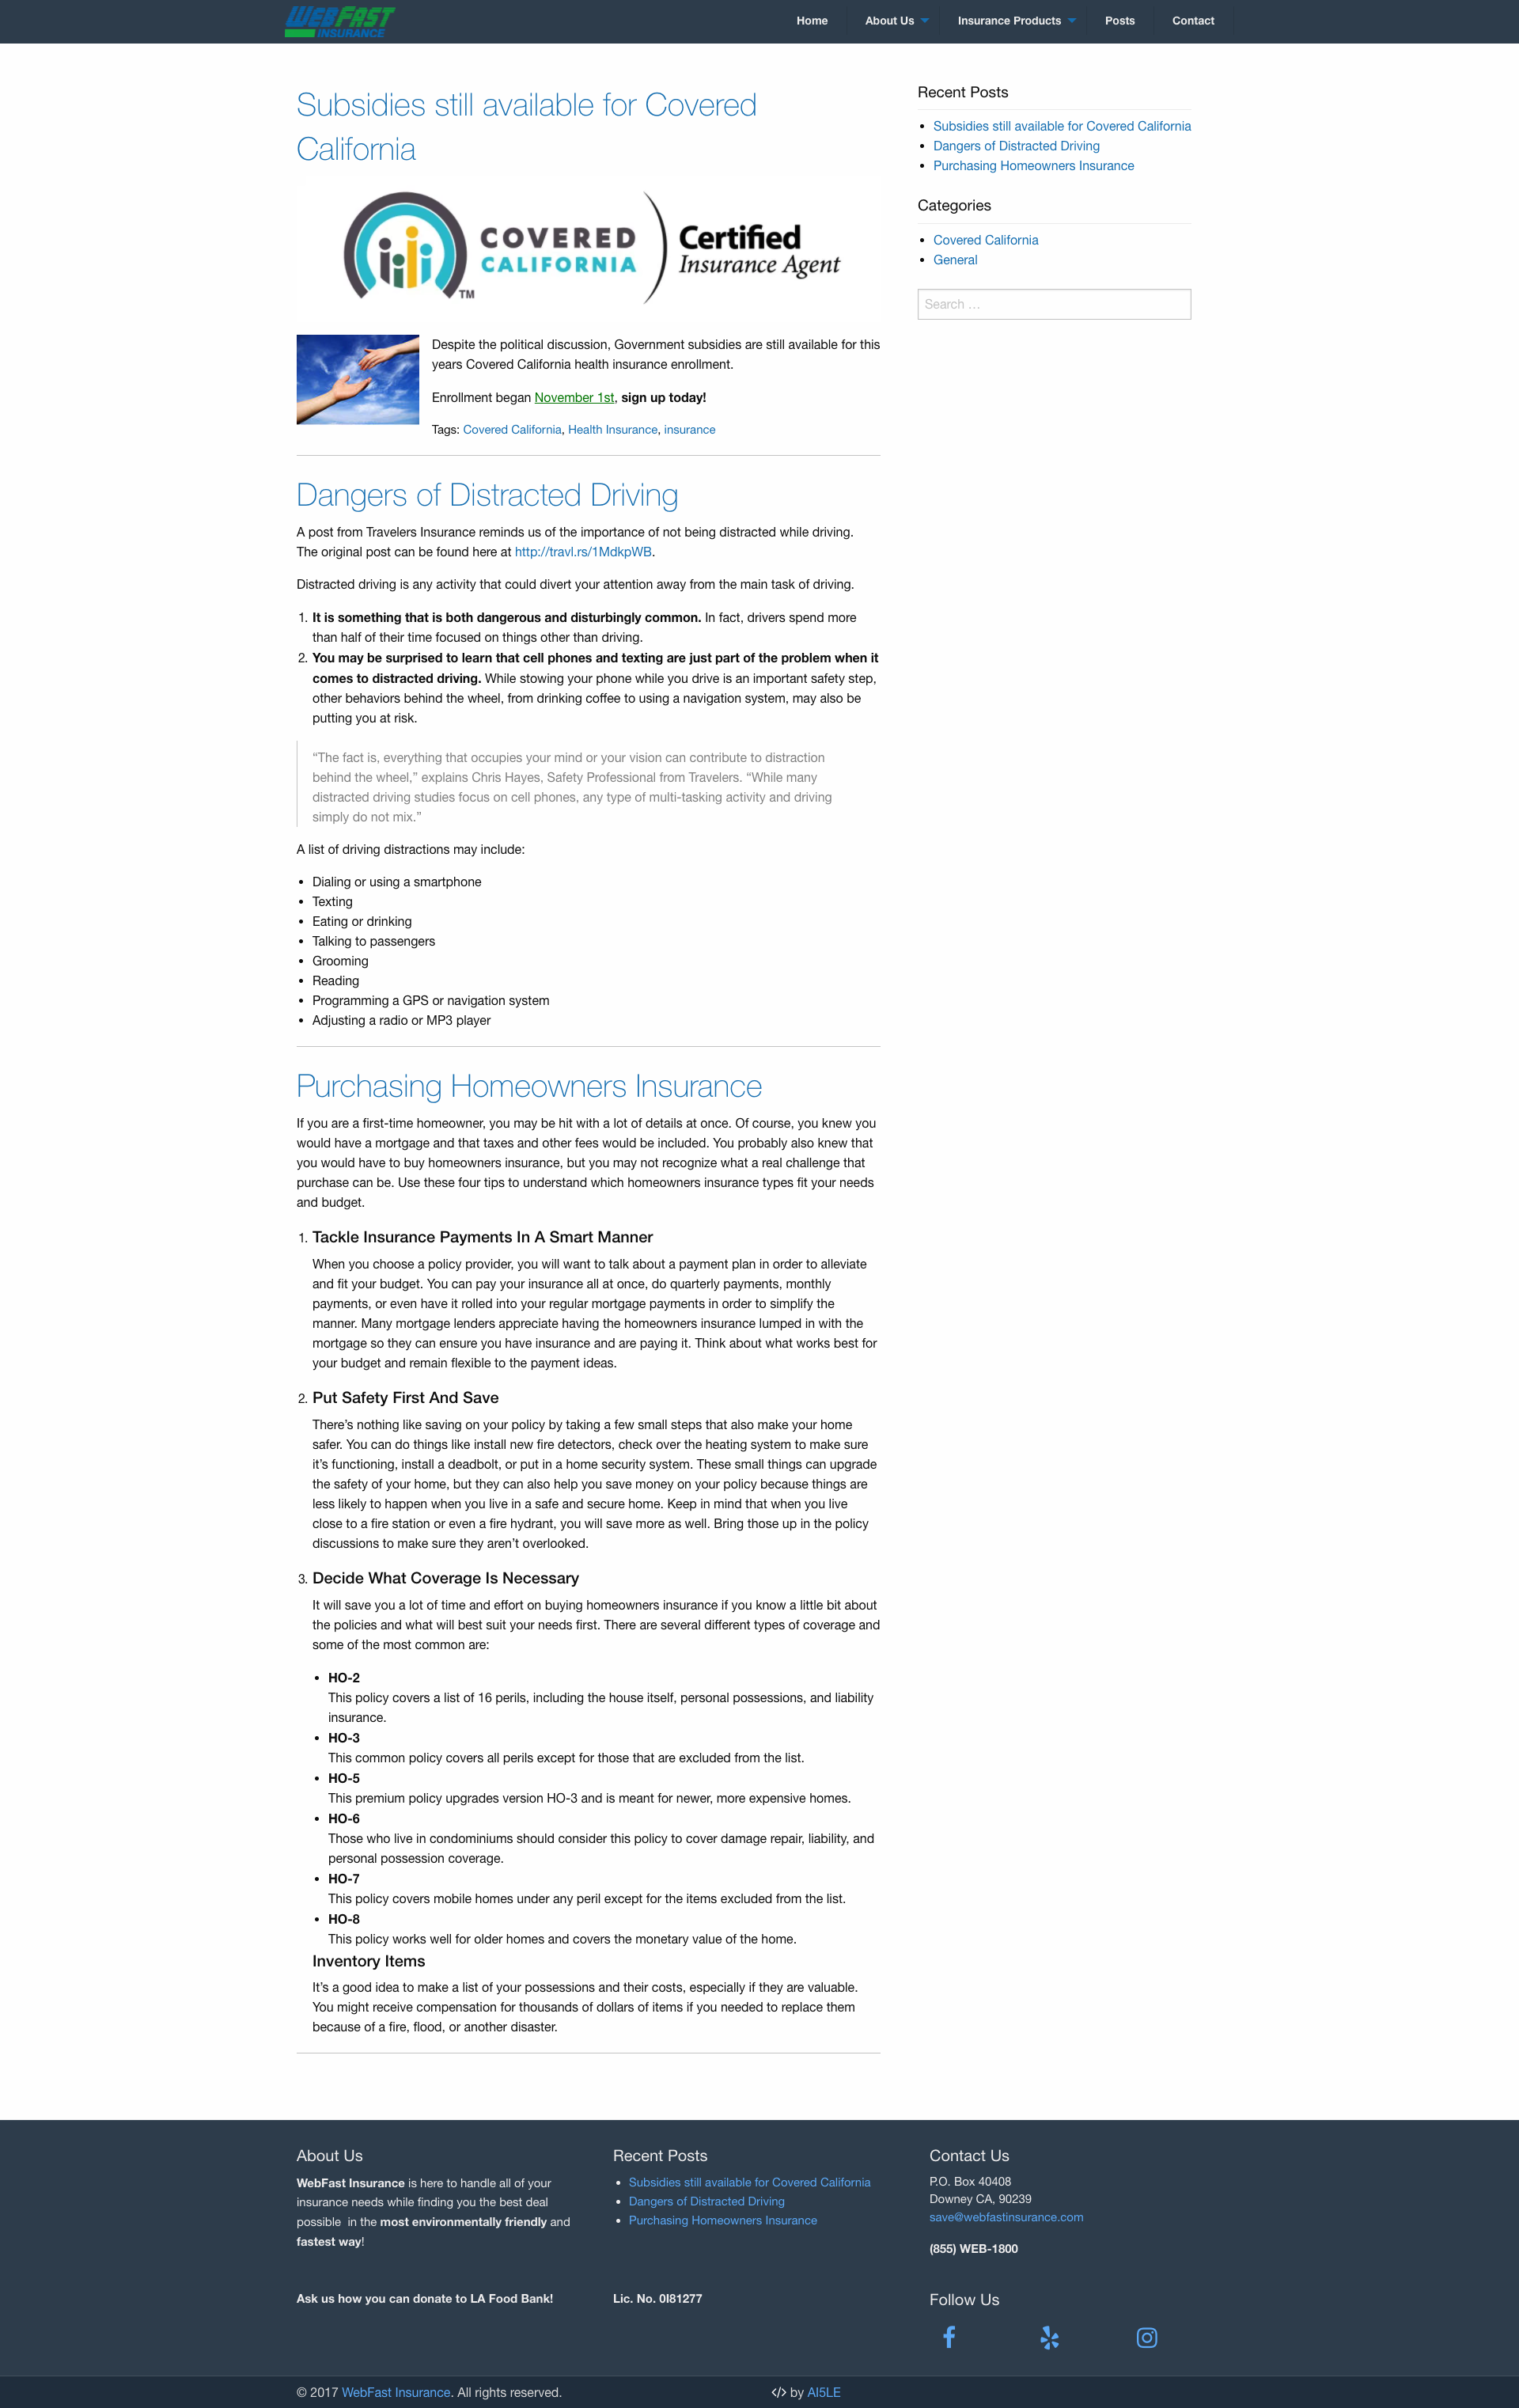 WEBFAST
INSURANCE
Home
About Us
Insurance Products
Posts
Contact
Subsidies still available for Covered
California
COVERED
CALIFORNIA
TM
Certified
Insurance Agent
Despite the political discussion, Government subsidies are still available for this
years Covered California health insurance enrollment.
Enrollment began November 1st, sign up today!
Tags: Covered California, Health Insurance, insurance
Dangers of Distracted Driving
A post from Travelers Insurance reminds us of the importance of not being distracted while driving.
The original post can be found here at http://travl.rs/1MdkpWB.
Distracted driving is any activity that could divert your attention away from the main task of driving.
1. It is something that is both dangerous and disturbingly common. In fact, drivers spend more
than half of their time focused on things other than driving.
2. You may be surprised to learn that cell phones and texting are just part of the problem when it
comes to distracted driving. While stowing your phone while you drive is an important safety step,
other behaviors behind the wheel, from drinking coffee to using a navigation system, may also be
putting you at risk.
“The fact is, everything that occupies your mind or your vision can contribute to distraction
behind the wheel,” explains Chris Hayes, Safety Professional from Travelers. “While many
distracted driving studies focus on cell phones, any type of multi-tasking activity and driving
simply do not mix.”
A list of driving distractions may include:
• Dialing or using a smartphone
• Texting
• Eating or drinking
• Talking to passengers
• Grooming
• Reading
• Programming a GPS or navigation system
• Adjusting a radio or MP3 player
Purchasing Homeowners Insurance
If you are a first-time homeowner, you may be hit with a lot of details at once. Of course, you knew you
would have a mortgage and that taxes and other fees would be included. You probably also knew that
you would have to buy homeowners insurance, but you may not recognize what a real challenge that
purchase can be. Use these four tips to understand which homeowners insurance types fit your needs
and budget.
1. Tackle Insurance Payments In A Smart Manner
When you choose a policy provider, you will want to talk about a payment plan in order to alleviate
and fit your budget. You can pay your insurance all at once, do quarterly payments, monthly
payments, or even have it rolled into your regular mortgage payments in order to simplify the
manner. Many mortgage lenders appreciate having the homeowners insurance lumped in with the
mortgage so they can ensure you have insurance and are paying it. Think about what works best for
your budget and remain flexible to the payment ideas.
2. Put Safety First And Save
There’s nothing like saving on your policy by taking a few small steps that also make your home
safer. You can do things like install new fire detectors, check over the heating system to make sure
it’s functioning, install a deadbolt, or put in a home security system. These small things can upgrade
the safety of your home, but they can also help you save money on your policy because things are
less likely to happen when you live in a safe and secure home. Keep in mind that when you live
close to a fire station or even a fire hydrant, you will save more as well. Bring those up in the policy
discussions to make sure they aren’t overlooked.
3. Decide What Coverage Is Necessary
It will save you a lot of time and effort on buying homeowners insurance if you know a little bit about
the policies and what will best suit your needs first. There are several different types of coverage and
some of the most common are:
• HO-2
This policy covers a list of 16 perils, including the house itself, personal possessions, and liability
insurance.
• HO-3
This common policy covers all perils except for those that are excluded from the list.
• HO-5
This premium policy upgrades version HO-3 and is meant for newer, more expensive homes.
• HO-6
Those who live in condominiums should consider this policy to cover damage repair, liability, and
personal possession coverage.
• HO-7
This policy covers mobile homes under any peril except for the items excluded from the list.
• HO-8
This policy works well for older homes and covers the monetary value of the home.
Inventory Items
It’s a good idea to make a list of your possessions and their costs, especially if they are valuable.
You might receive compensation for thousands of dollars of items if you needed to replace them
because of a fire, flood, or another disaster.
Recent Posts
• Subsidies still available for Covered California
• Dangers of Distracted Driving
• Purchasing Homeowners Insurance
Categories
• Covered California
• General
Search …
About Us
WebFast Insurance is here to handle all of your
insurance needs while finding you the best deal
possible in the most environmentally friendly and
fastest way!
Ask us how you can donate to LA Food Bank!
Recent Posts
• Subsidies still available for Covered California
• Dangers of Distracted Driving
• Purchasing Homeowners Insurance
Lic. No. 0I81277
Contact Us
P.O. Box 40408
Downey CA, 90239
save@webfastinsurance.com
(855) WEB-1800
Follow Us
© 2017 WebFast Insurance. All rights reserved.
</> by AI5LE